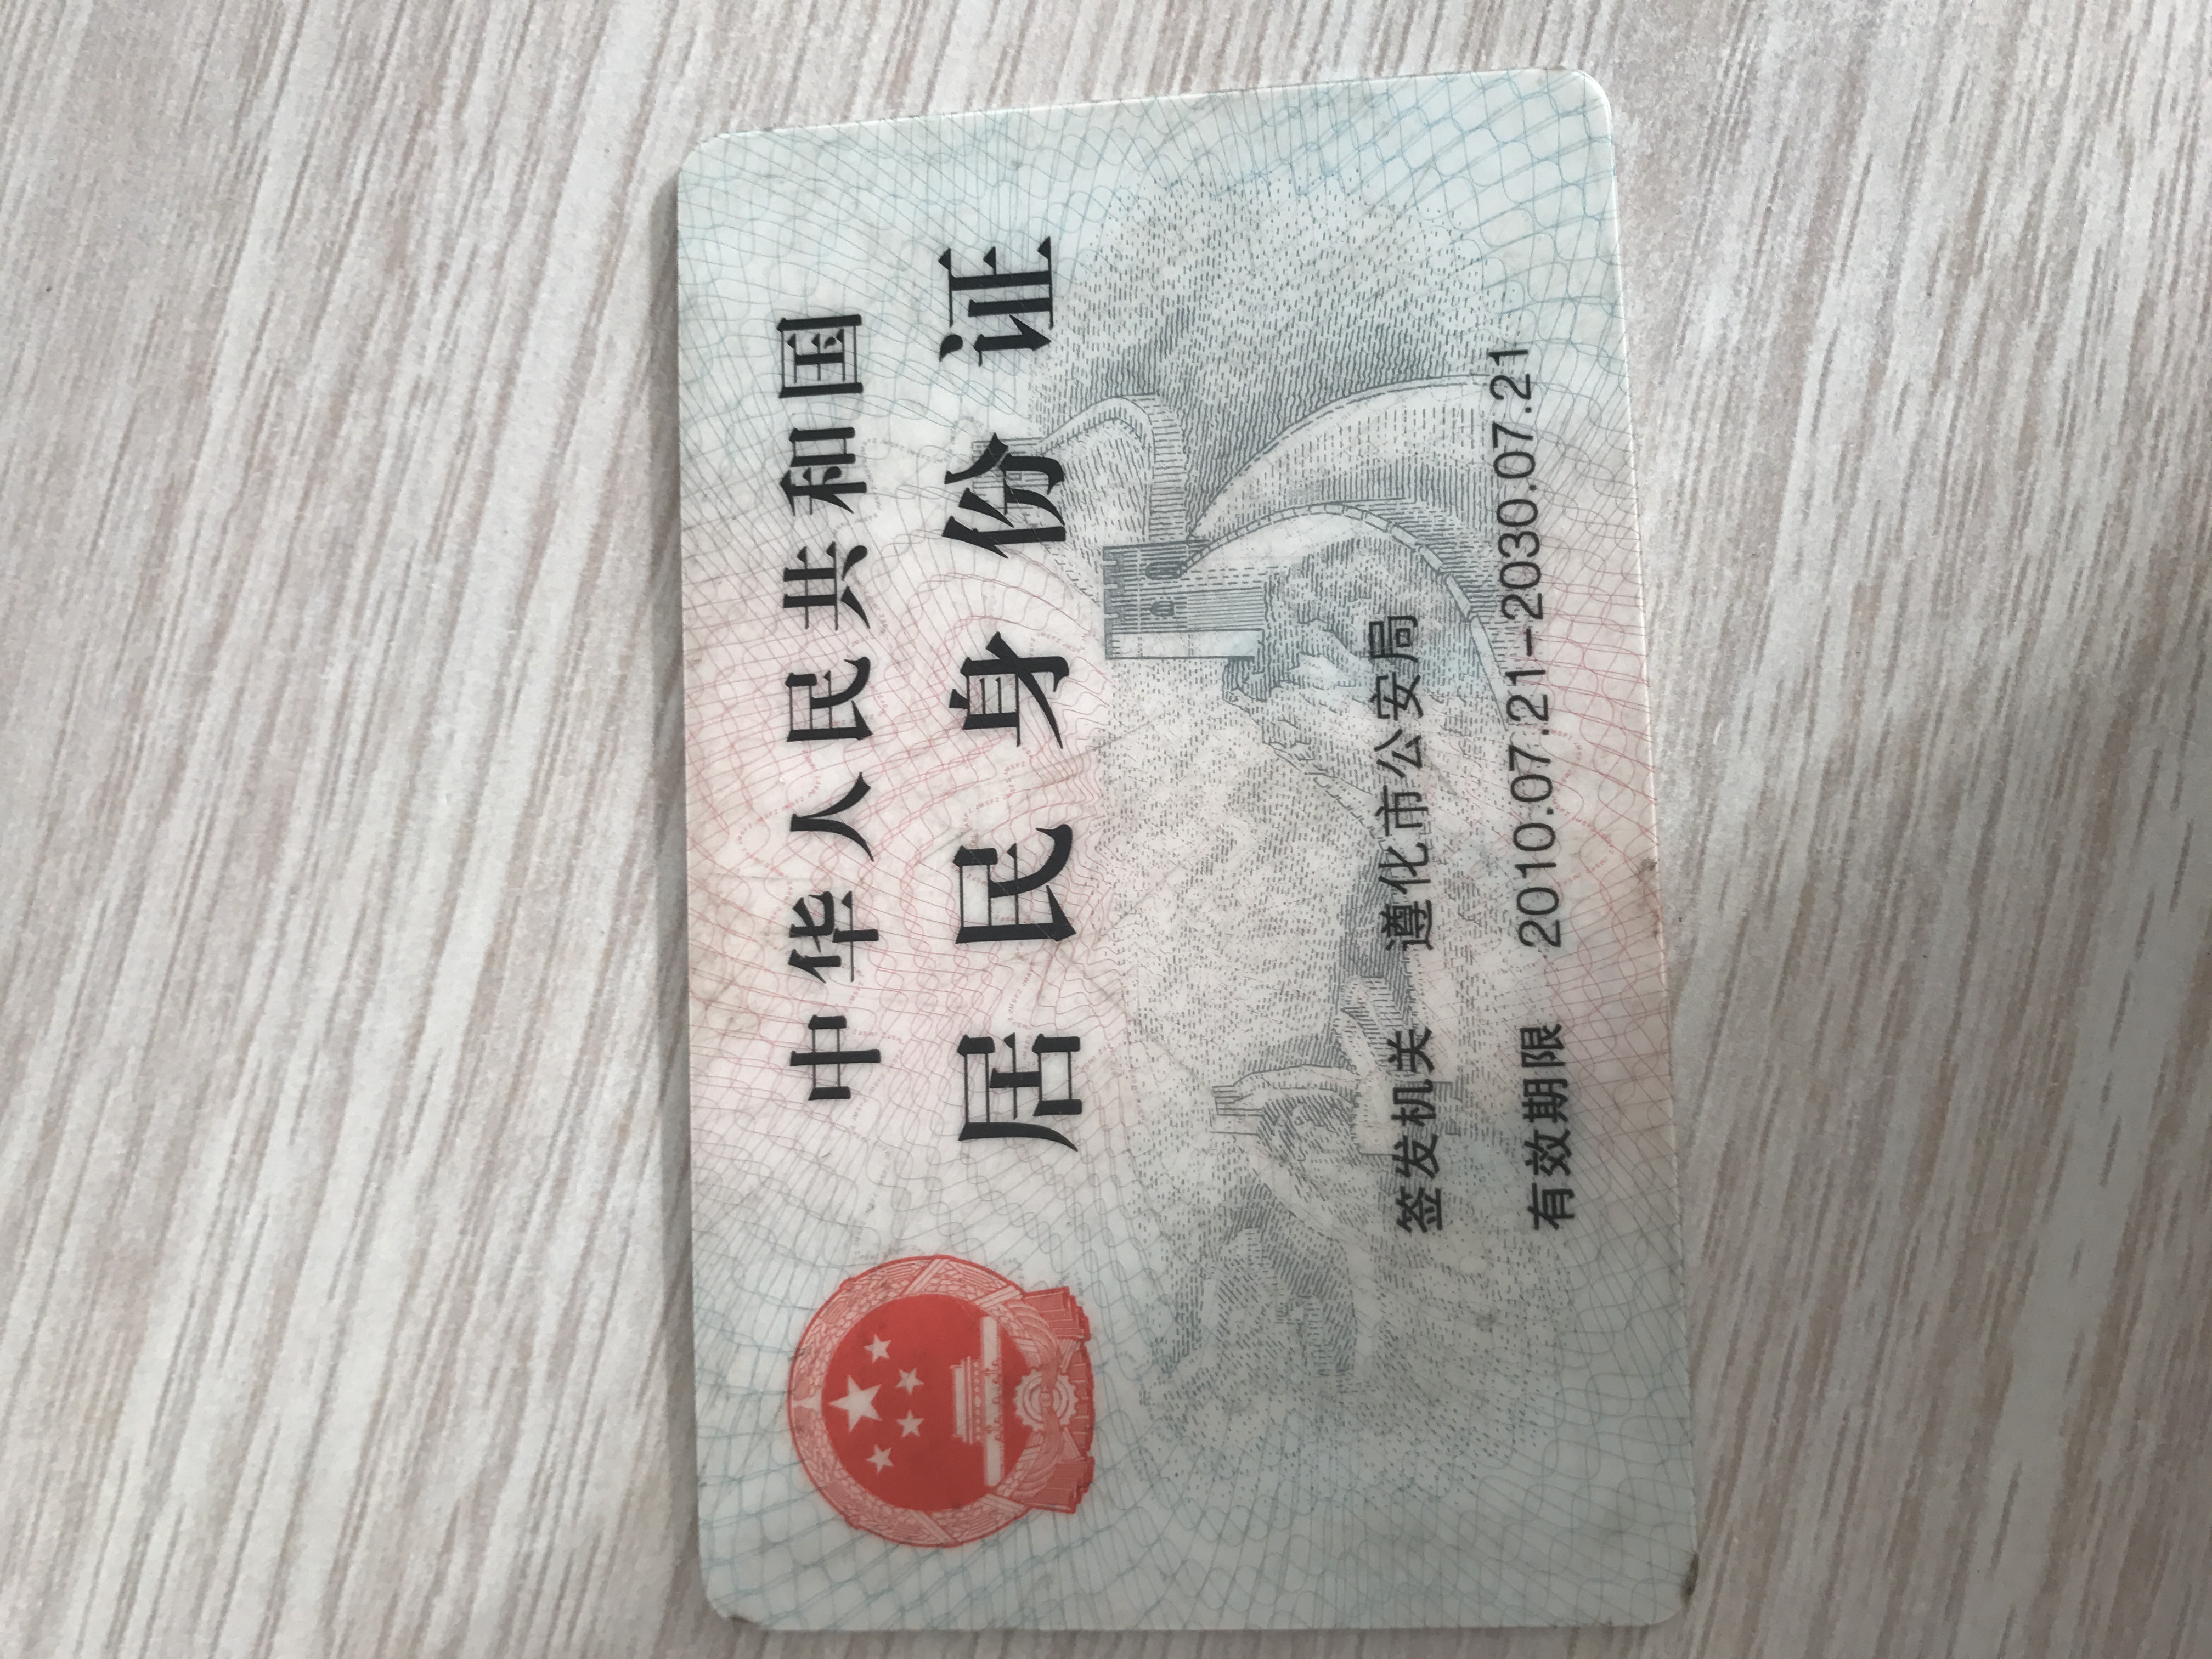 中华人民共和国
居民身份证
签发机关 遵化市公安局
有效期限 2010.07.21-2030.07.21